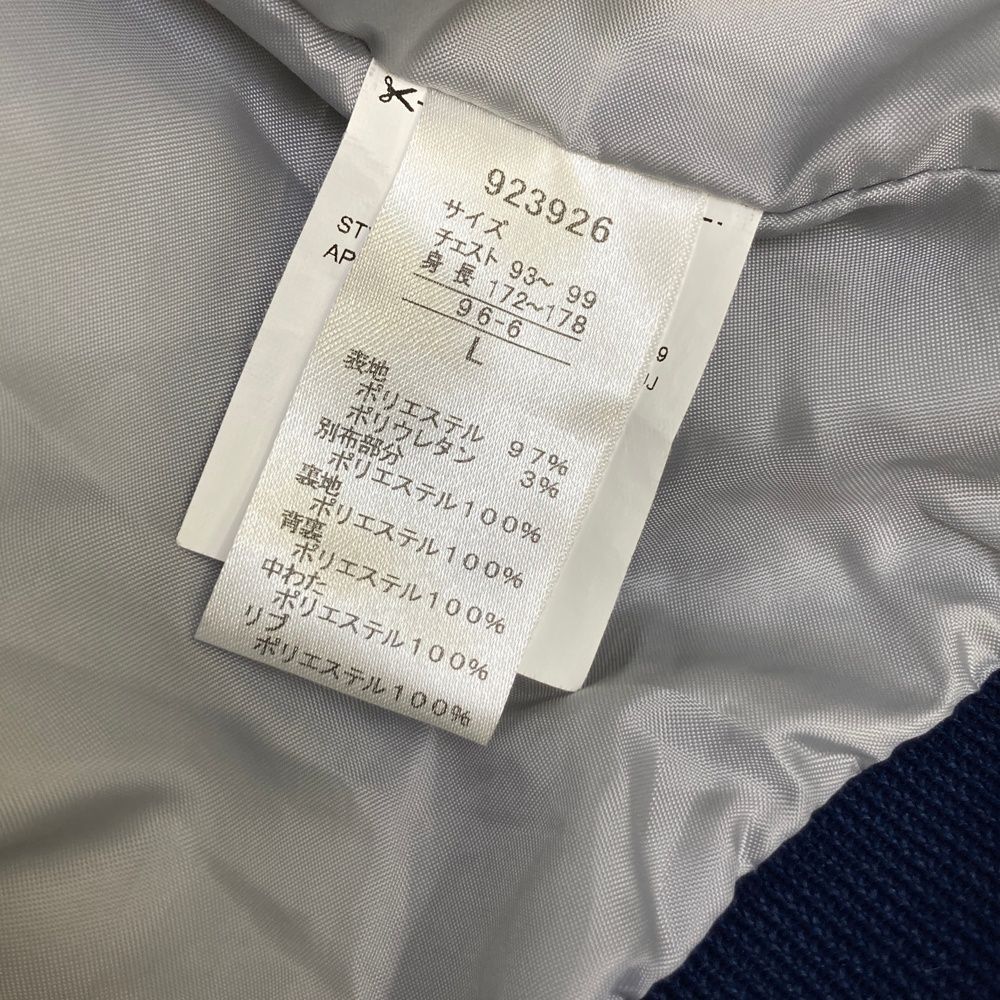 923926
サイズ
チェスト 93～ 99
身 長 172～178
96-6
L
表地
ポリエステル 97%
ポリウレタン 3%
別布部分
ポリエステル100%
裏地
ポリエステル100%
背裏
ポリエステル100%
中わた
ポリエステル100%
リブ
ポリエステル100%
ST
AP
9